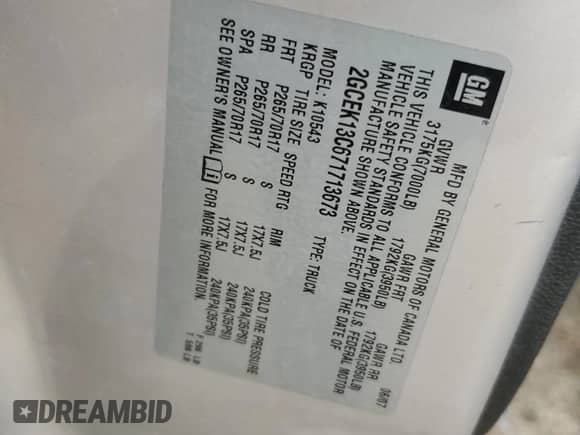 GM
MFD BY GENERAL MOTORS OF CANADA LTD.
06/07
GVWR GAWR FRT GAWR RR
3175KG(7000LB) 1792KG(3950LB) 1792KG(3950LB)
THIS VEHICLE CONFORMS TO ALL APPLICABLE U.S. FEDERAL MOTOR
VEHICLE SAFETY STANDARDS IN EFFECT ON THE DATE OF
MANUFACTURE SHOWN ABOVE.
2GCEK13C671713673 TYPE: TRUCK
MODEL: K10543
KRGP TIRE SIZE SPEED RTG RIM COLD TIRE PRESSURE
FRT P265/70R17 S 17X7.5J 240KPA(35PSI)
RR P265/70R17 S 17X7.5J 240KPA(35PSI)
SPA P265/70R17 S 17X7.5J 240KPA(35PSI)
SEE OWNER'S MANUAL FOR MORE INFORMATION.
DREAMBID